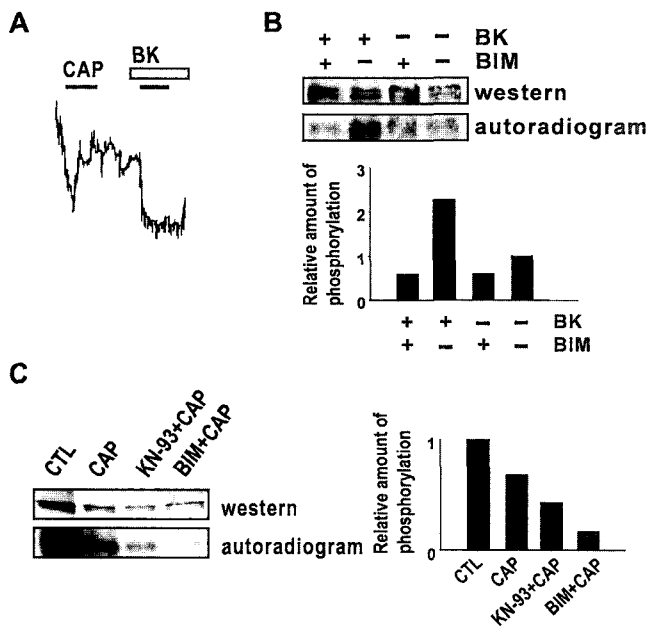 A
CAP
BK
B
+ + − − BK
+ − + − BIM
western
autoradiogram
Relative amount of
phosphorylation
3
2
1
0
+ + − − BK
+ − + − BIM
C
CTL
CAP
KN-93+CAP
BIM+CAP
western
autoradiogram
Relative amount of
phosphorylation
1
0
CTL
CAP
KN-93+CAP
BIM+CAP